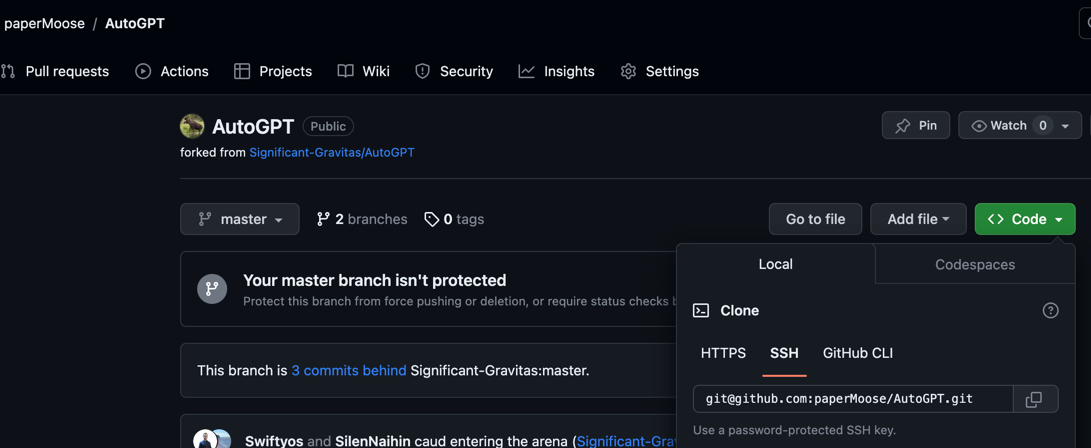 paperMoose / AutoGPT
Pull requests Actions Projects Wiki Security Insights Settings
AutoGPT Public
Pin Watch 0
forked from Significant-Gravitas/AutoGPT
master 2 branches 0 tags Go to file Add file <> Code
Local Codespaces
Your master branch isn't protected
Protect this branch from force pushing or deletion, or require status checks
Clone
HTTPS SSH GitHub CLI
This branch is 3 commits behind Significant-Gravitas:master.
git@github.com:paperMoose/AutoGPT.git
Use a password-protected SSH key.
Swiftyos and SilenNaihin caud entering the arena (Significant-Gra